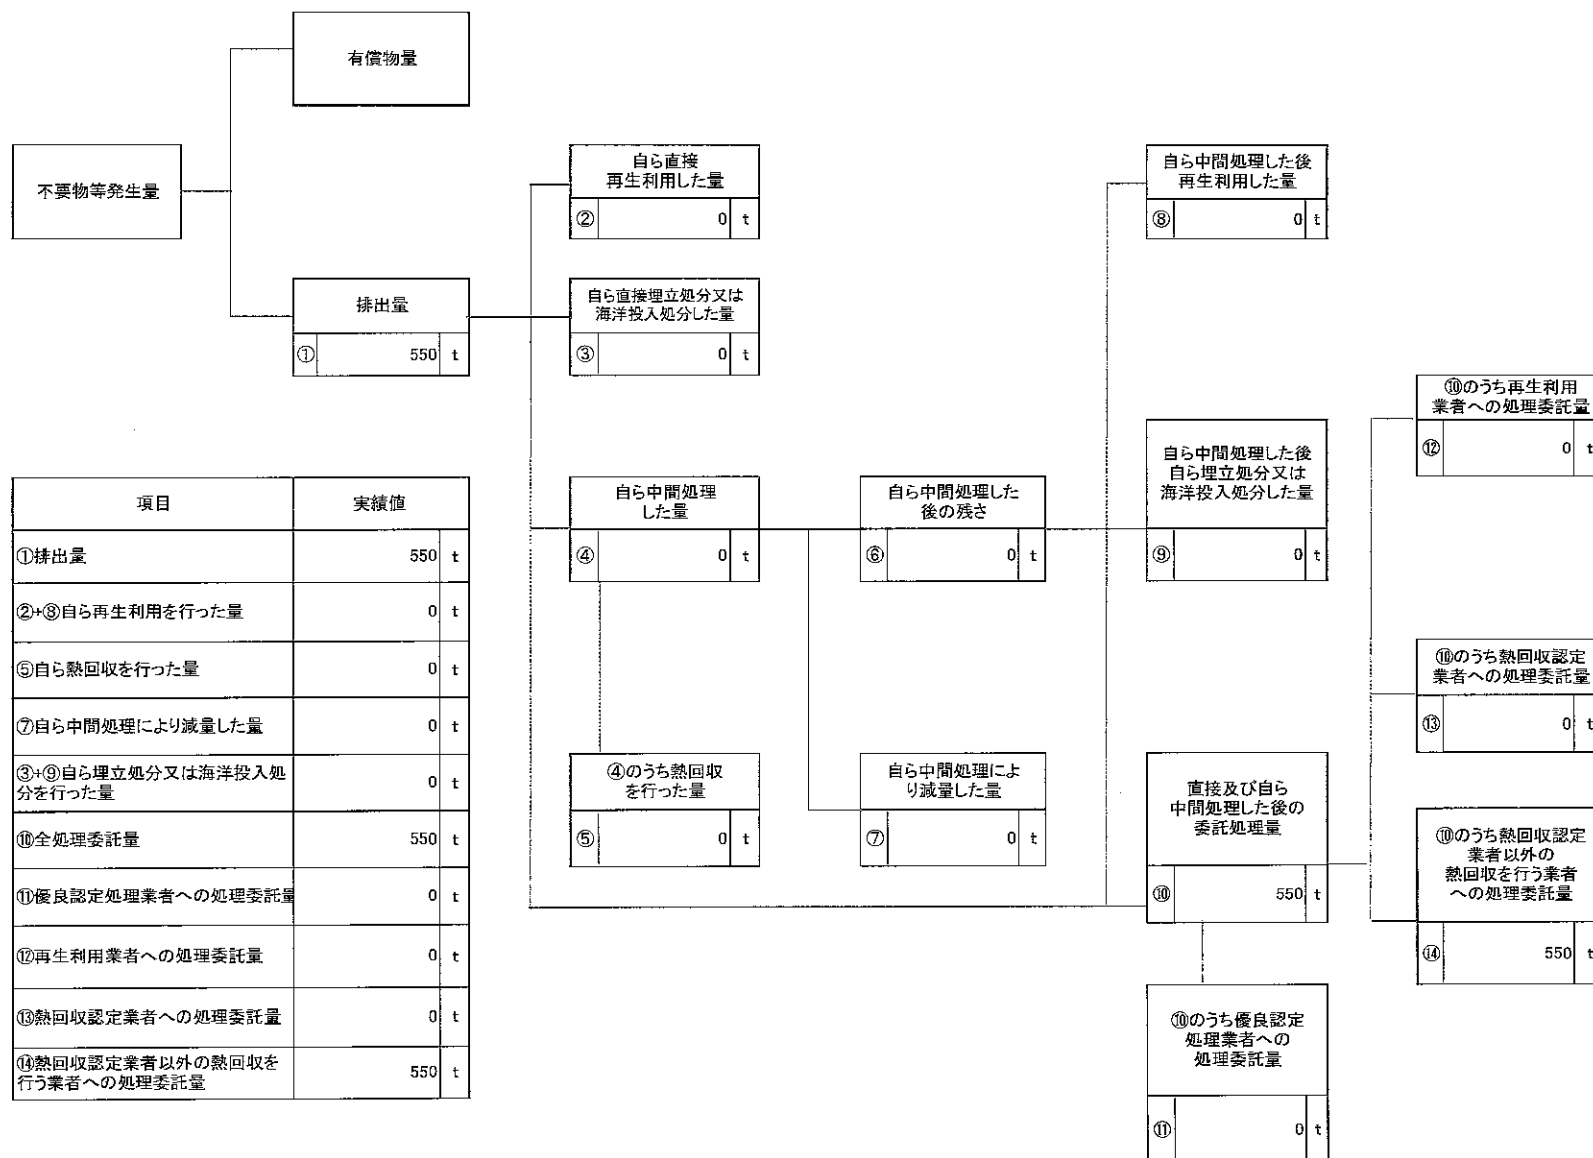 有償物量
不要物等発生量
排出量
① 550 t
自ら直接
再生利用した量
② 0 t
自ら直接埋立処分又は
海洋投入処分した量
③ 0 t
自ら中間処理
した量
④ 0 t
④のうち熱回収
を行った量
⑤ 0 t
自ら中間処理した
後の残さ
⑥ 0 t
自ら中間処理によ
り減量した量
⑦ 0 t
自ら中間処理した後
再生利用した量
⑧ 0 t
自ら中間処理した後
自ら埋立処分又は
海洋投入処分した量
⑨ 0 t
直接及び自ら
中間処理した後の
委託処理量
⑩ 550 t
⑩のうち優良認定
処理業者への
処理委託量
⑪ 0 t
⑩のうち再生利用
業者への処理委託量
⑫ 0 t
⑩のうち熱回収認定
業者への処理委託量
⑬ 0 t
⑩のうち熱回収認定
業者以外の
熱回収を行う業者
への処理委託量
⑭ 550 t
項目 実績値
①排出量 550 t
②+⑧自ら再生利用を行った量 0 t
⑤自ら熱回収を行った量 0 t
⑦自ら中間処理により減量した量 0 t
③+⑨自ら埋立処分又は海洋投入処
分を行った量 0 t
⑩全処理委託量 550 t
⑪優良認定処理業者への処理委託量 0 t
⑫再生利用業者への処理委託量 0 t
⑬熱回収認定業者への処理委託量 0 t
⑭熱回収認定業者以外の熱回収を
行う業者への処理委託量 550 t